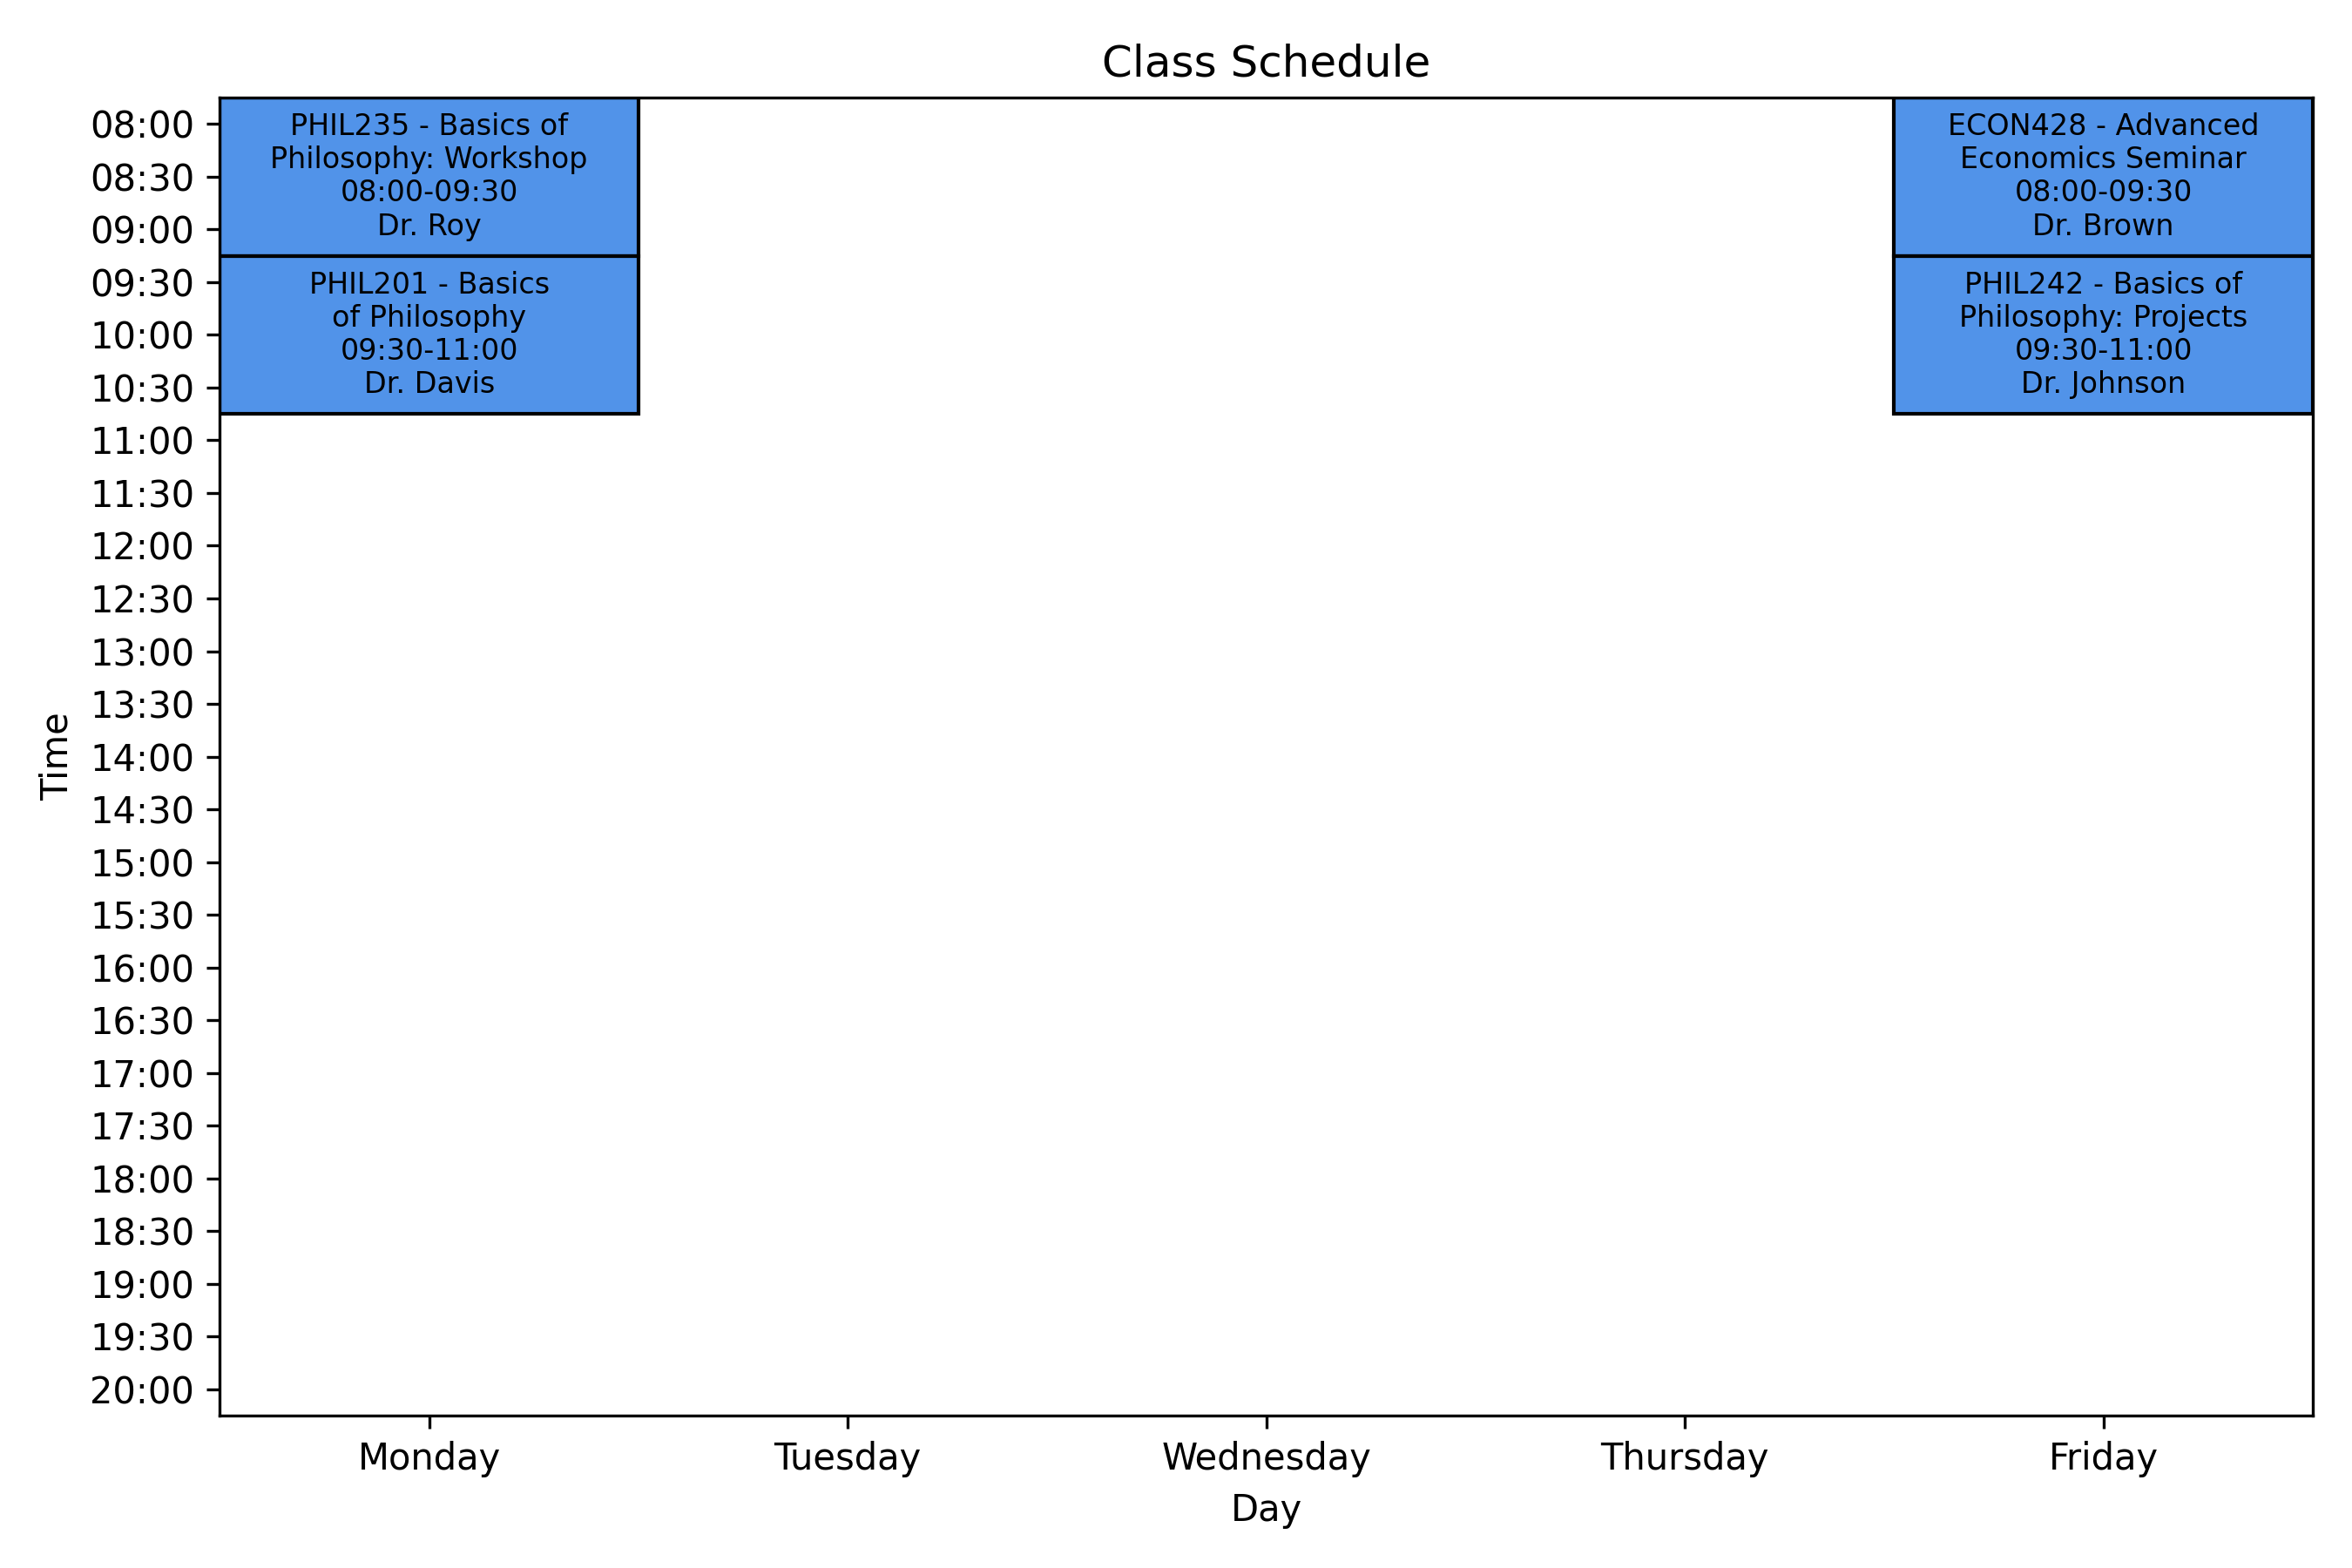 Class Schedule
PHIL235 - Basics of
Philosophy: Workshop
08:00-09:30
Dr. Roy
PHIL201 - Basics
of Philosophy
09:30-11:00
Dr. Davis
ECON428 - Advanced
Economics Seminar
08:00-09:30
Dr. Brown
PHIL242 - Basics of
Philosophy: Projects
09:30-11:00
Dr. Johnson
08:00
08:30
09:00
09:30
10:00
10:30
11:00
11:30
12:00
12:30
13:00
13:30
14:00
14:30
15:00
15:30
16:00
16:30
17:00
17:30
18:00
18:30
19:00
19:30
20:00
Time
Monday
Tuesday
Wednesday
Thursday
Friday
Day